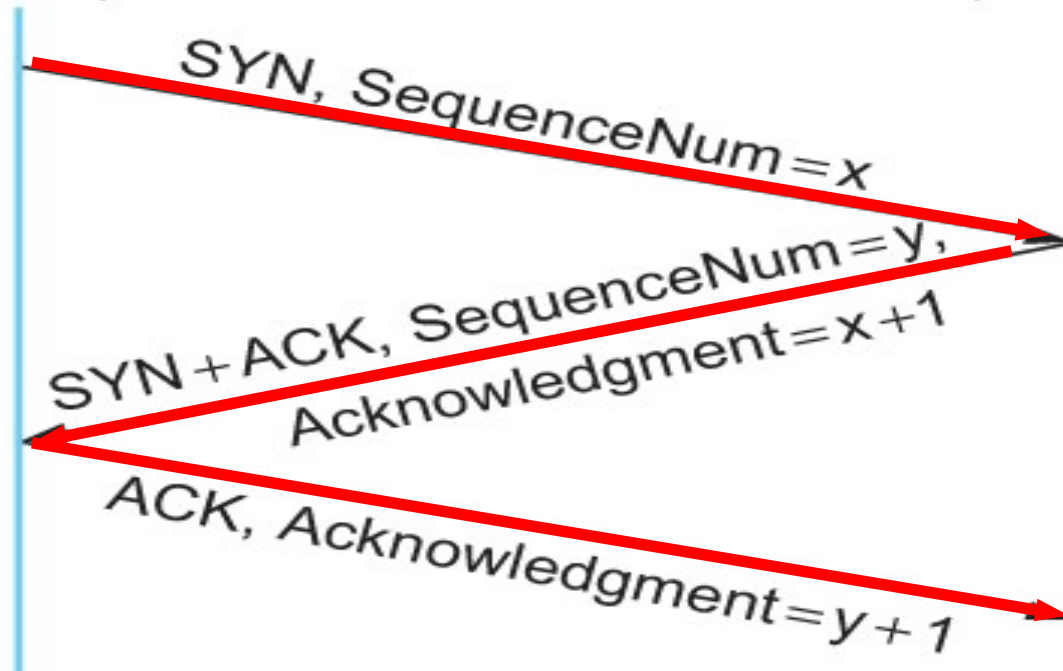 SYN, SequenceNum=x
SYN+ACK, SequenceNum=y,
Acknowledgment=x+1
ACK, Acknowledgment=y+1